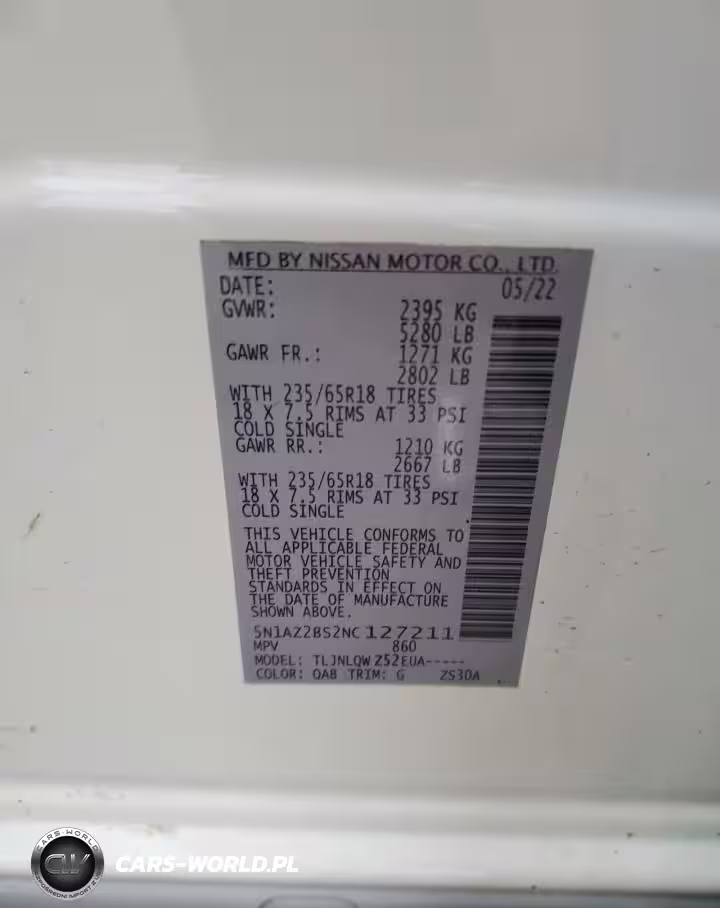 MFD BY NISSAN MOTOR CO., LTD.
DATE: 05/22
GVWR: 2395 KG
5280 LB
GAWR FR.: 1271 KG
2802 LB
WITH 235/65R18 TIRES
18 X 7.5 RIMS AT 33 PSI
COLD SINGLE
GAWR RR.: 1210 KG
2667 LB
WITH 235/65R18 TIRES
18 X 7.5 RIMS AT 33 PSI
COLD SINGLE
THIS VEHICLE CONFORMS TO
ALL APPLICABLE FEDERAL
MOTOR VEHICLE SAFETY AND
THEFT PREVENTION
STANDARDS IN EFFECT ON
THE DATE OF MANUFACTURE
SHOWN ABOVE.
5N1AZ2BS2NC127211
MPV 860
MODEL: TLJNLQW Z52EUA-----
COLOR: QAB TRIM: G ZS30A
CARS-WORLD
CW
CARS-WORLD.PL